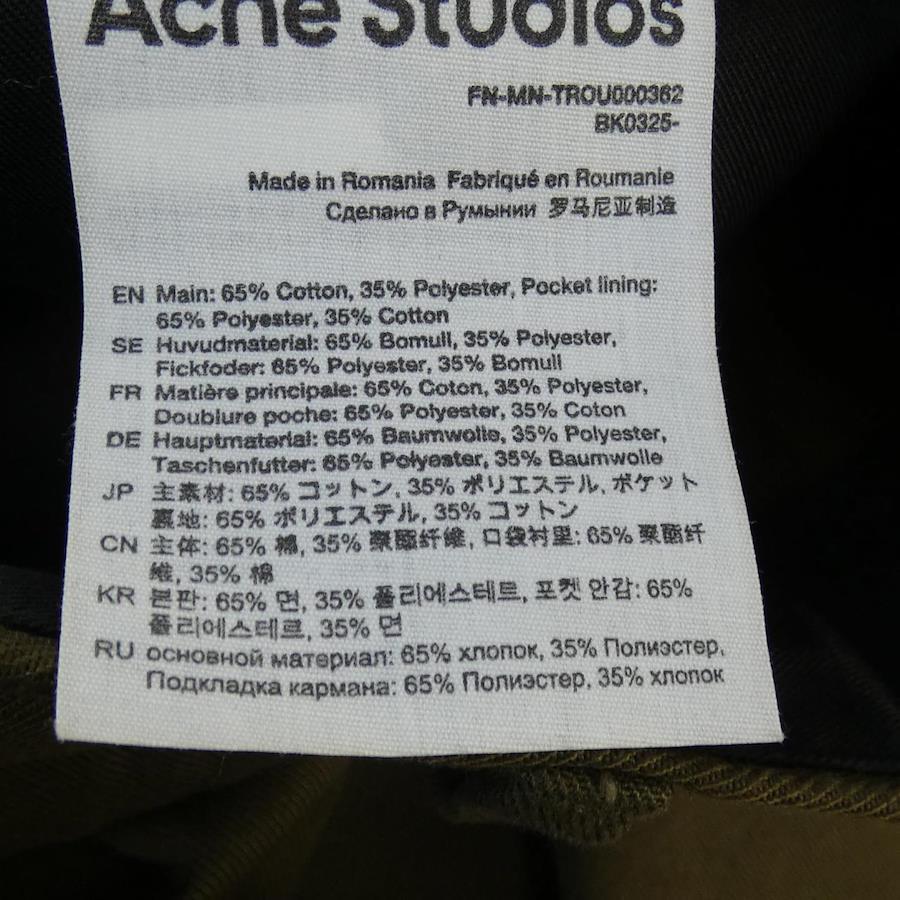 Acne Studios
FN-MN-TROU000362
BK0325-
Made in Romania Fabriqué en Roumanie
Сделано в Румынии 罗马尼亚制造
EN Main: 65% Cotton, 35% Polyester, Pocket lining:
65% Polyester, 35% Cotton
SE Huvudmaterial: 65% Bomull, 35% Polyester,
Fickfoder: 65% Polyester, 35% Bomull
FR Matière principale: 65% Coton, 35% Polyester,
Doublure poche: 65% Polyester, 35% Coton
DE Hauptmaterial: 65% Baumwolle, 35% Polyester,
Taschenfutter: 65% Polyester, 35% Baumwolle
JP 主素材: 65% コットン, 35% ポリエステル, ポケット
裏地: 65% ポリエステル, 35% コットン
CN 主体: 65% 棉, 35% 聚酯纤维, 口袋衬里: 65% 聚酯纤
维, 35% 棉
KR 본판: 65% 면, 35% 폴리에스테르, 포켓 안감: 65%
폴리에스테르, 35% 면
RU основной материал: 65% хлопок, 35% Полиэстер,
Подкладка кармана: 65% Полиэстер, 35% хлопок